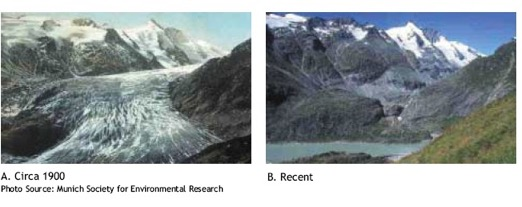 A. Circa 1900
Photo Source: Munich Society for Environmental Research
B. Recent